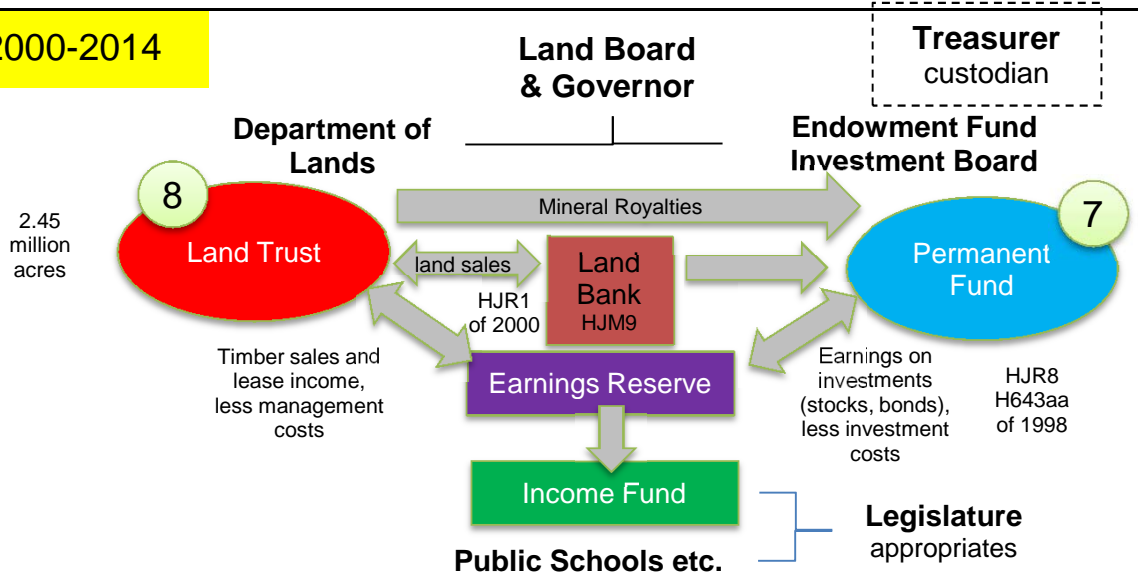 2000-2014
Land Board
& Governor
Treasurer
custodian
Department of
Lands
Endowment Fund
Investment Board
8
7
2.45
million
acres
Land Trust
Mineral Royalties
Permanent
Fund
land sales
Land
Bank
HJM9
HJR1
of 2000
Timber sales and
lease income,
less management
costs
Earnings Reserve
Earnings on
investments
(stocks, bonds),
less investment
costs
HJR8
H643aa
of 1998
Income Fund
Legislature
appropriates
Public Schools etc.